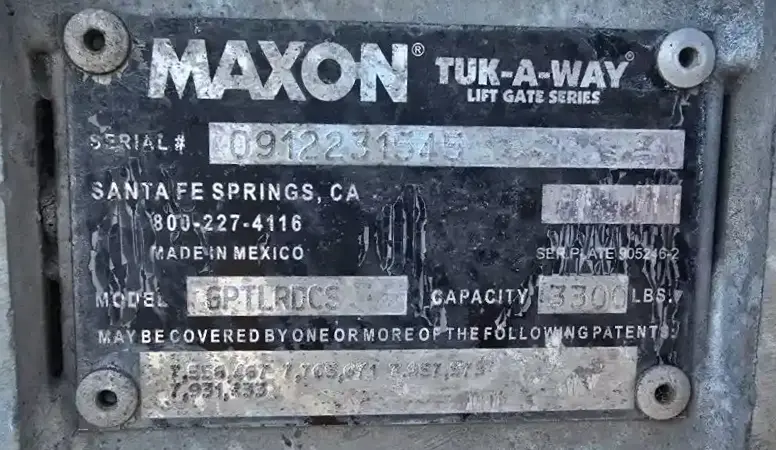 MAXON®
TUK-A-WAY®
LIFT GATE SERIES
SERIAL #
SANTA FE SPRINGS, CA
800-227-4116
MADE IN MEXICO
SER. PLATE 905246-2
MODEL GPTLRDCS
CAPACITY 3300 LBS.
MAY BE COVERED BY ONE OR MORE OF THE FOLLOWING PATENTS: